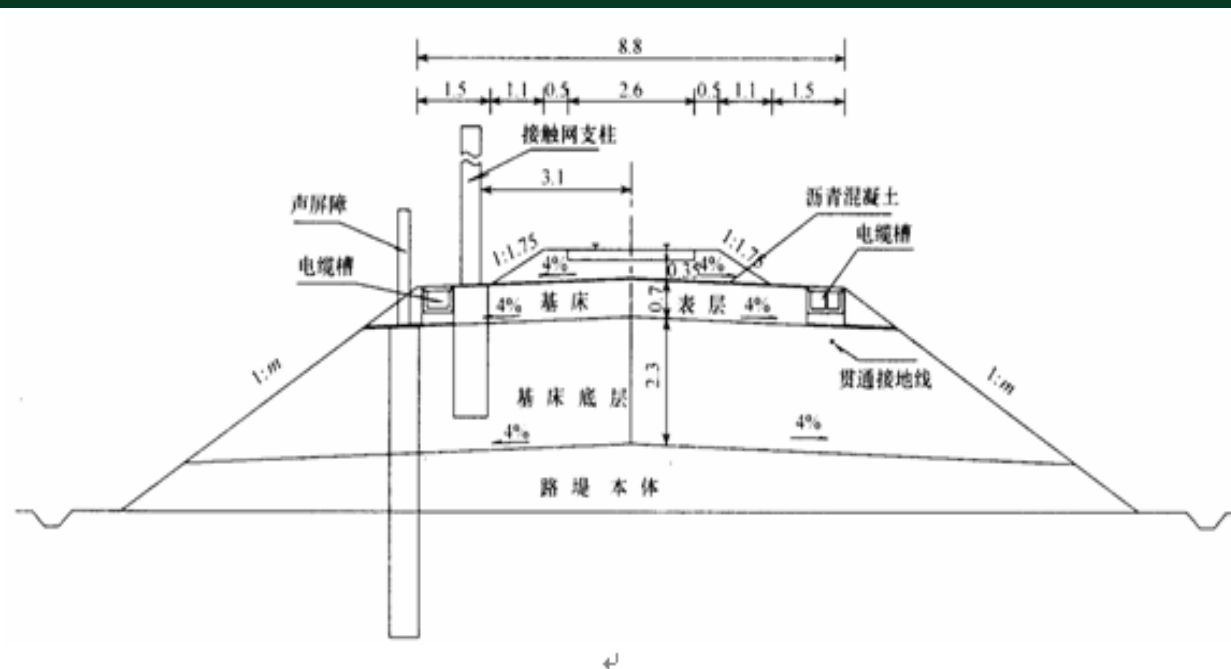 8.8
1.5 1.1 0.5 2.6 0.5 1.1 1.5
接触网支柱
3.1
沥青混凝土
声屏障
电缆槽
1:1.75
1:1.75
电缆槽
4%
0.35
4%
基床
0.7
表层
4%
4%
贯通接地线
1:m
2.3
1:m
基床底层
4%
4%
路堤本体